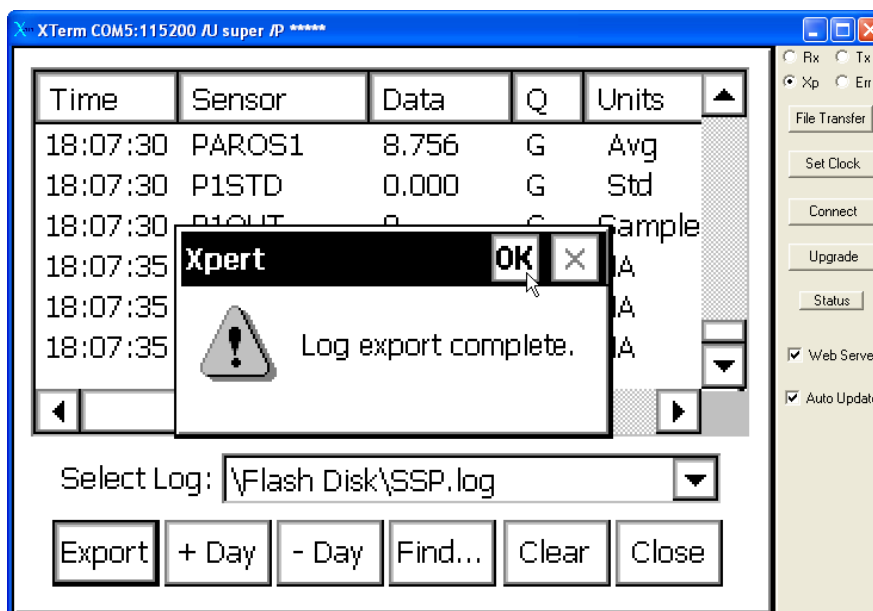 XTerm COM5:115200 /U super /P *****
Rx Tx
Xp Err
File Transfer
Set Clock
Connect
Upgrade
Status
Web Serve
Auto Update
Time Sensor Data Q Units
18:07:30 PAROS1 8.756 G Avg
18:07:30 P1STD 0.000 G Std
18:07:30 P1OUT 0 G Sample
18:07:35
18:07:35
18:07:35
Xpert OK
Log export complete.
Select Log: \Flash Disk\SSP.log
Export + Day - Day Find... Clear Close